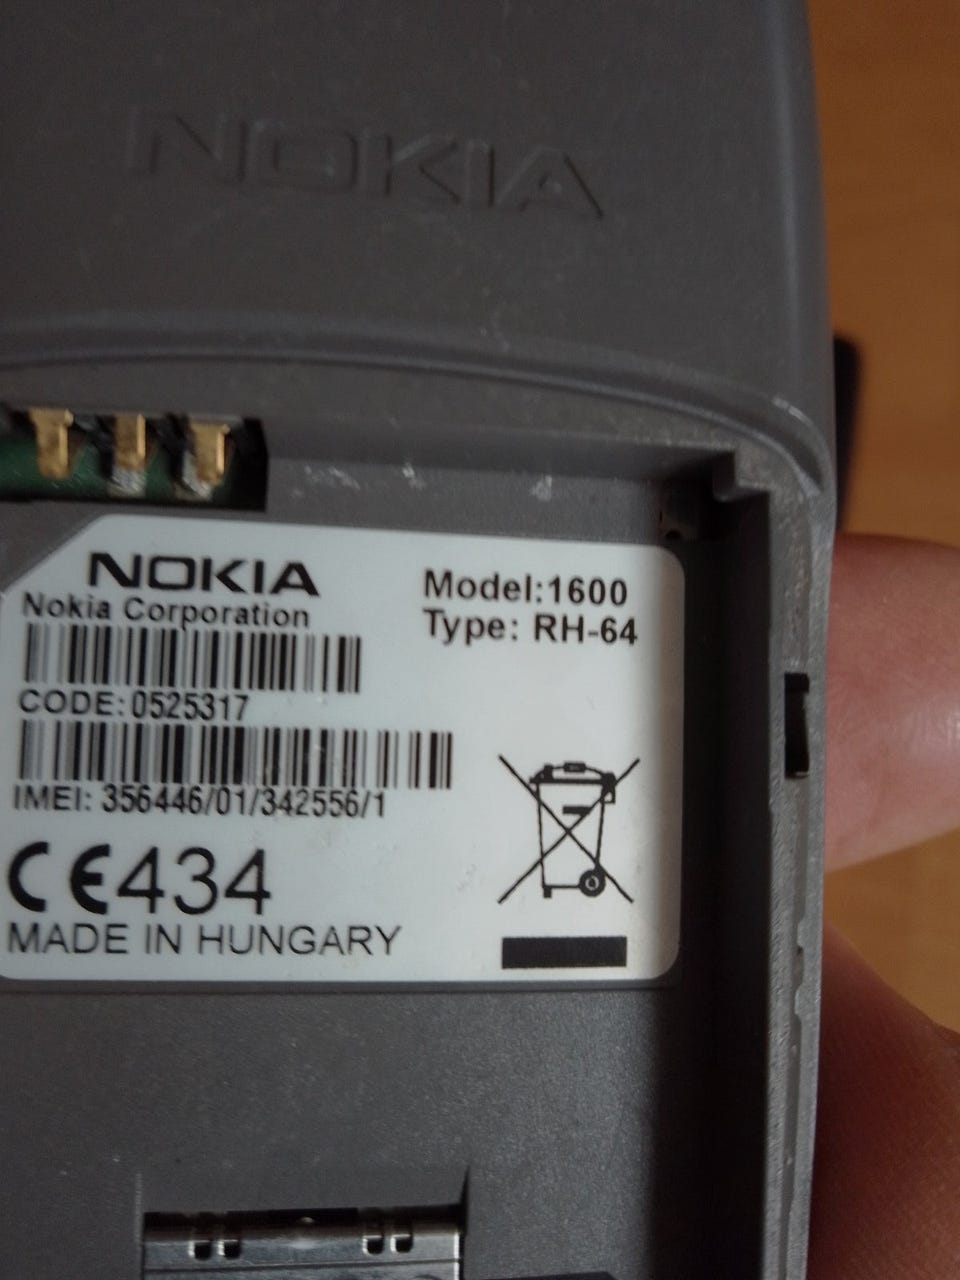 NOKIA
NOKIA
Nokia Corporation
Model:1600
Type: RH-64
CODE: 0525317
IMEI: 356446/01/342556/1
CE434
MADE IN HUNGARY